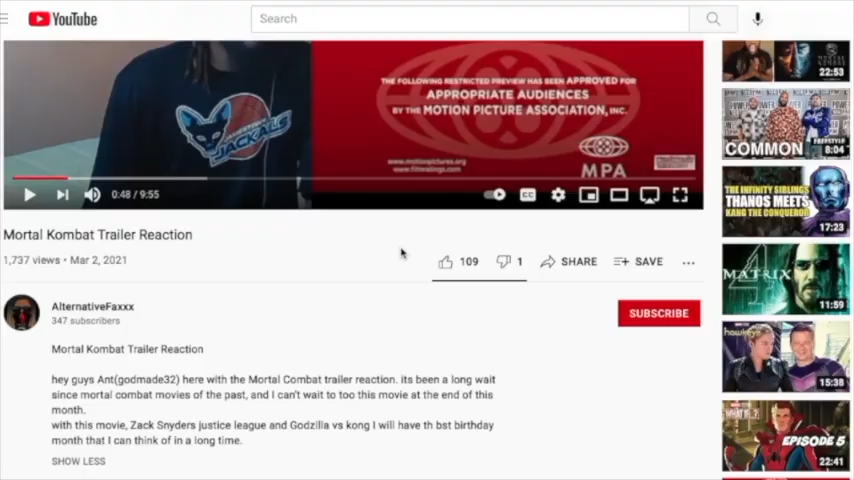 YouTube
Search
JACKALS
THE FOLLOWING RESTRICTED PREVIEW HAS BEEN APPROVED FOR
APPROPRIATE AUDIENCES
BY THE MOTION PICTURE ASSOCIATION, INC.
www.motionpictures.org
www.filmratings.com
MPA
CC
0:48 / 9:55
Mortal Kombat Trailer Reaction
1,737 views • Mar 2, 2021
109
1
SHARE
SAVE
AlternativeFaxxx
347 subscribers
SUBSCRIBE
Mortal Kombat Trailer Reaction
hey guys Ant(godmade32) here with the Mortal Combat trailer reaction. its been a long wait
since mortal combat movies of the past, and I can't wait to too this movie at the end of this
month.
with this movie, Zack Snyders justice league and Godzilla vs kong I will have th bst birthday
month that I can think of in a long time.
SHOW LESS
22:53
COMMON
FREESTYLE
8:04
THE INFINITY SIBLINGS
THANOS MEETS
KANG THE CONQUEROR
17:23
MATRIX
4
11:59
hawkeye
15:38
WHAT IF...?
EPISODE 5
22:41